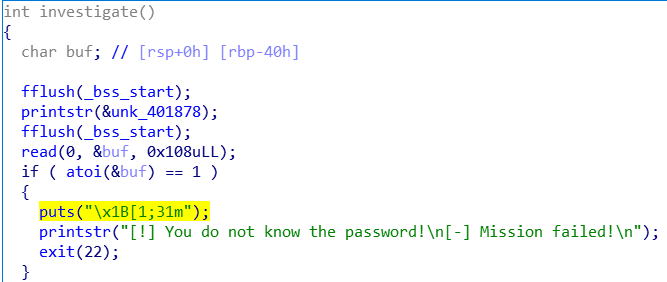 int investigate()
{
char buf; // [rsp+0h] [rbp-40h]
fflush(_bss_start);
printstr(&unk_401878);
fflush(_bss_start);
read(0, &buf, 0x108uLL);
if ( atoi(&buf) == 1 )
{
puts("\x1B[1;31m");
printstr("[!] You do not know the password!\n[-] Mission failed!\n");
exit(22);
}